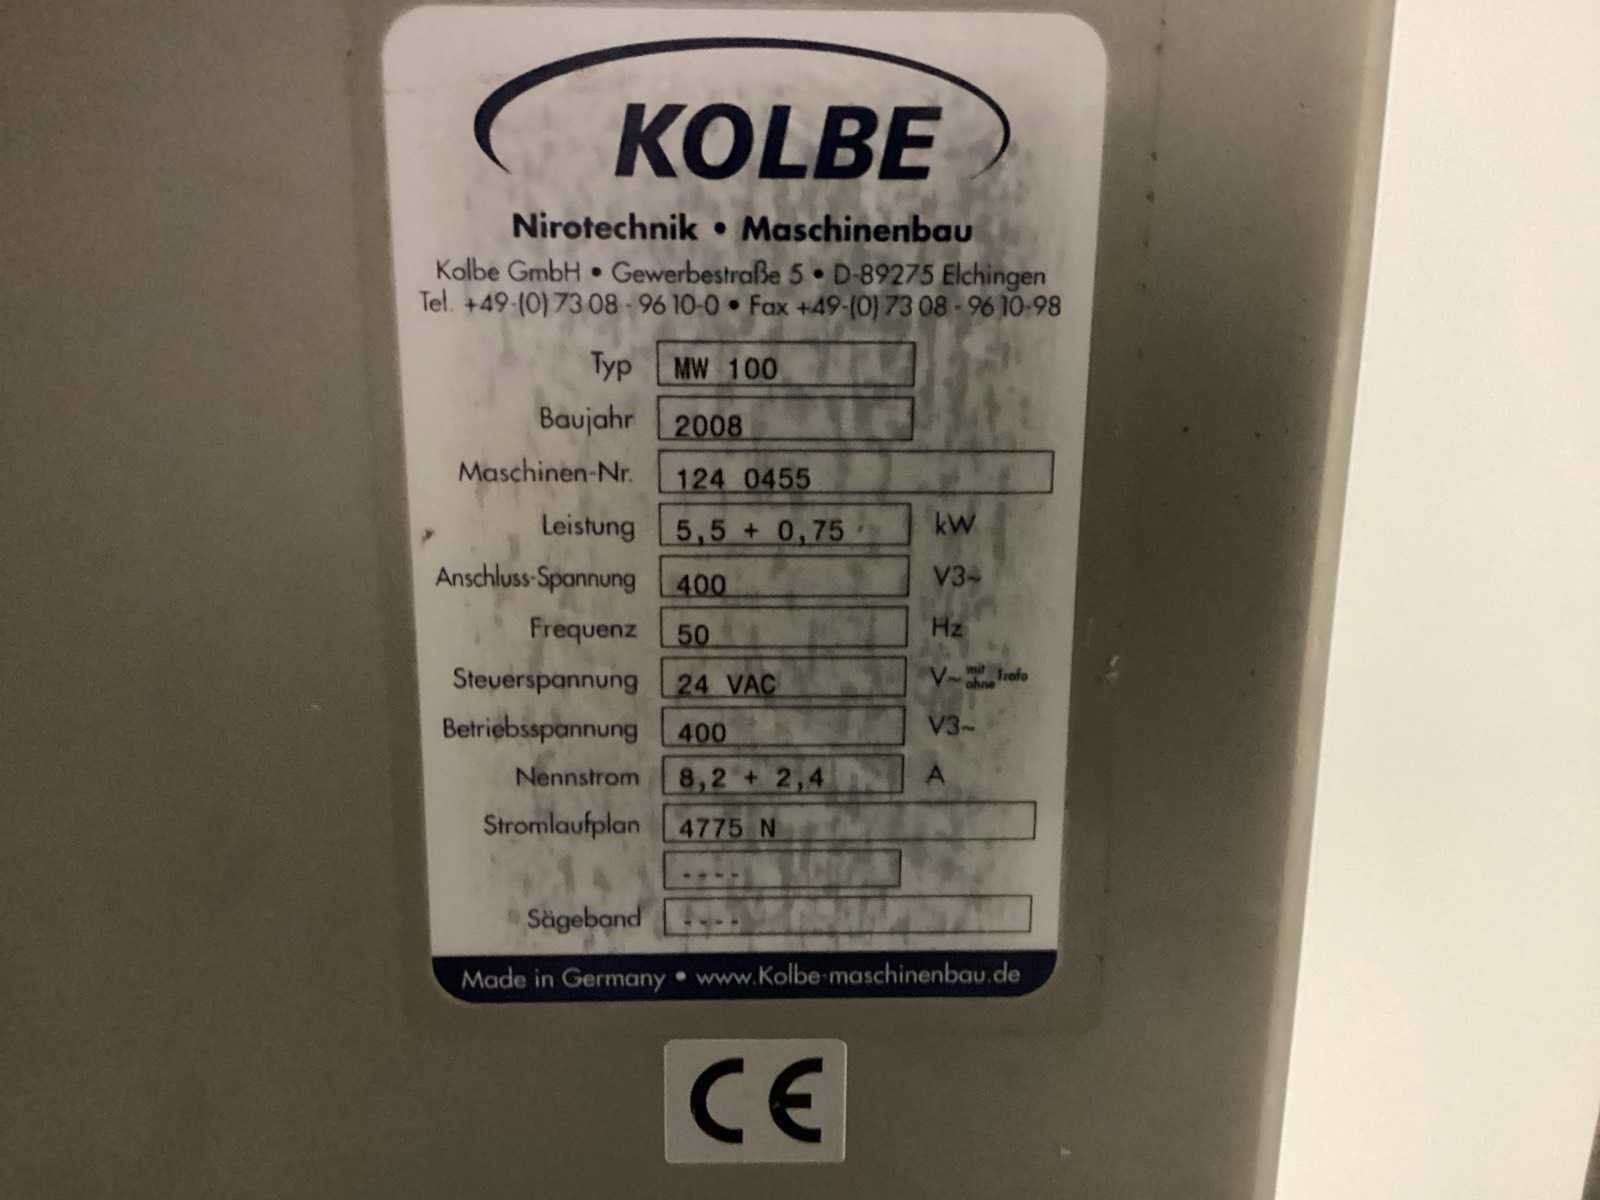 KOLBE
Nirotechnik • Maschinenbau
Kolbe GmbH • Gewerbestraße 5 • D-89275 Elchingen
Tel. +49-(0) 73 08 - 96 10-0 • Fax +49-(0) 73 08 - 96 10-98
Typ MW 100
Baujahr 2008
Maschinen-Nr. 124 0455
Leistung 5,5 + 0,75 kW
Anschluss-Spannung 400 V3~
Frequenz 50 Hz
Steuerspannung 24 VAC V~ mit ohne Trafo
Betriebsspannung 400 V3~
Nennstrom 8,2 + 2,4 A
Stromlaufplan 4775 N
----
Sägeband ----
Made in Germany • www.Kolbe-maschinenbau.de
CE